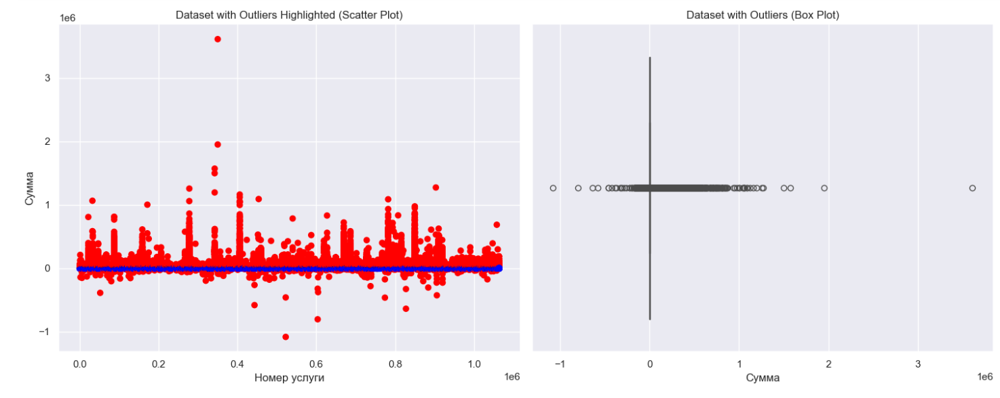 Dataset with Outliers Highlighted (Scatter Plot)
1e6
3
2
1
0
−1
Сумма
0.0 0.2 0.4 0.6 0.8 1.0
1e6
Номер услуги
Dataset with Outliers (Box Plot)
−1 0 1 2 3
1e6
Сумма